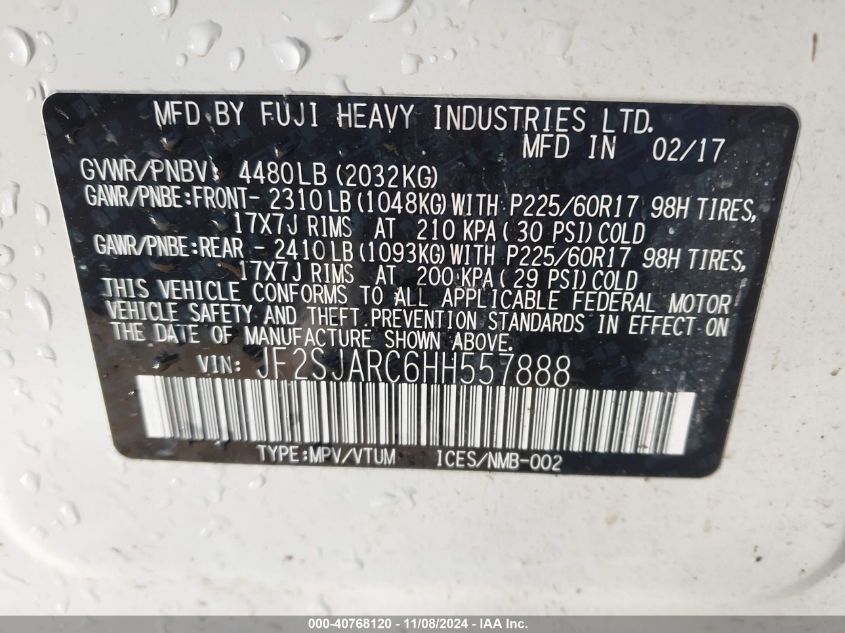 MFD BY FUJI HEAVY INDUSTRIES LTD.
MFD IN 02/17
GVWR/PNBV: 4480LB(2032KG)
GAWR/PNBE:FRONT- 2310LB(1048KG)WITH P225/60R17 98H TIRES,
17X7J RIMS AT 210 KPA(30 PSI)COLD
GAWR/PNBE:REAR - 2410LB(1093KG)WITH P225/60R17 98H TIRES,
17X7J RIMS AT 200 KPA(29 PSI)COLD
THIS VEHICLE CONFORMS TO ALL APPLICABLE FEDERAL MOTOR
VEHICLE SAFETY AND THEFT PREVENTION STANDARDS IN EFFECT ON
THE DATE OF MANUFACTURE SHOWN ABOVE.
VIN: JF2SJARC6HH557888
TYPE:MPV/VTUM ICES/NMB-002
000-40768120 - 11/08/2024 - IAA Inc.